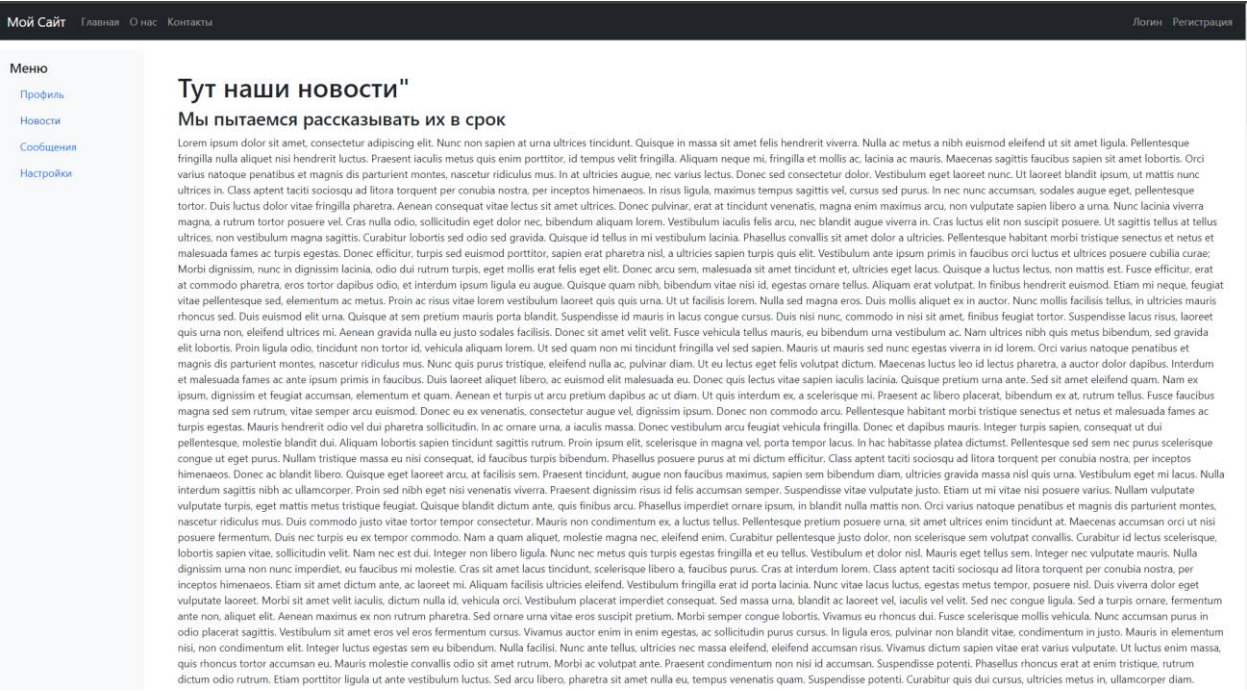 Мой Сайт Главная О нас Контакты Логин Регистрация
Меню
Профиль
Новости
Сообщения
Настройки
Тут наши новости"
Мы пытаемся рассказывать их в срок
Lorem ipsum dolor sit amet, consectetur adipiscing elit. Nunc non sapien at urna ultrices tincidunt. Quisque in massa sit amet felis hendrerit viverra. Nulla ac metus a nibh euismod eleifend ut sit amet ligula. Pellentesque
fringilla nulla aliquet nisi hendrerit luctus. Praesent iaculis metus quis enim porttitor, id tempus velit fringilla. Aliquam neque mi, fringilla et mollis ac, lacinia ac mauris. Maecenas sagittis faucibus sapien sit amet lobortis. Orci
varius natoque penatibus et magnis dis parturient montes, nascetur ridiculus mus. In at ultricies augue, nec varius lectus. Donec sed consectetur dolor. Vestibulum eget laoreet nunc. Ut laoreet blandit ipsum, ut mattis nunc
ultrices in. Class aptent taciti sociosqu ad litora torquent per conubia nostra, per inceptos himenaeos. In risus ligula, maximus tempus sagittis vel, cursus sed purus. In nec nunc accumsan, sodales augue eget, pellentesque
tortor. Duis luctus dolor vitae fringilla pharetra. Aenean consequat vitae lectus sit amet ultrices. Donec pulvinar, erat at tincidunt venenatis, magna enim maximus arcu, non vulputate sapien libero a urna. Nunc lacinia viverra
magna, a rutrum tortor posuere vel. Cras nulla odio, sollicitudin eget dolor nec, bibendum aliquam lorem. Vestibulum iaculis felis arcu, nec blandit augue viverra in. Cras luctus elit non suscipit posuere. Ut sagittis tellus at tellus
ultrices, non vestibulum magna sagittis. Curabitur lobortis sed odio sed gravida. Quisque id tellus in mi vestibulum lacinia. Phasellus convallis sit amet dolor a ultricies. Pellentesque habitant morbi tristique senectus et netus et
malesuada fames ac turpis egestas. Donec efficitur, turpis sed euismod porttitor, sapien erat pharetra nisl, a ultricies sapien turpis quis elit. Vestibulum ante ipsum primis in faucibus orci luctus et ultrices posuere cubilia curae;
Morbi dignissim, nunc in dignissim lacinia, odio dui rutrum turpis, eget mollis erat felis eget elit. Donec arcu sem, malesuada sit amet tincidunt et, ultricies eget lacus. Quisque a luctus lectus, non mattis est. Fusce efficitur, erat
at commodo pharetra, eros tortor dapibus odio, et interdum ipsum ligula eu augue. Quisque quam nibh, bibendum vitae nisi id, egestas ornare tellus. Aliquam erat volutpat. In finibus hendrerit euismod. Etiam mi neque, feugiat
vitae pellentesque sed, elementum ac metus. Proin ac risus vitae lorem vestibulum laoreet quis quis urna. Ut ut facilisis lorem. Nulla sed magna eros. Duis mollis aliquet ex in auctor. Nunc mollis facilisis tellus, in ultricies mauris
rhoncus sed. Duis euismod elit urna. Quisque at sem pretium mauris porta blandit. Suspendisse id mauris in lacus congue cursus. Duis nisi nunc, commodo in nisi sit amet, finibus feugiat tortor. Suspendisse lacus risus, laoreet
quis urna non, eleifend ultrices mi. Aenean gravida nulla eu justo sodales facilisis. Donec sit amet velit velit. Fusce vehicula tellus mauris, eu bibendum urna vestibulum ac. Nam ultrices nibh quis metus bibendum, sed gravida
elit lobortis. Proin ligula odio, tincidunt non tortor id, vehicula aliquam lorem. Ut sed quam non mi tincidunt fringilla vel sed sapien. Mauris ut mauris sed nunc egestas viverra in id lorem. Orci varius natoque penatibus et
magnis dis parturient montes, nascetur ridiculus mus. Nunc quis purus tristique, eleifend nulla ac, pulvinar diam. Ut eu lectus eget felis volutpat dictum. Maecenas luctus leo id lectus pharetra, a auctor dolor dapibus. Interdum
et malesuada fames ac ante ipsum primis in faucibus. Duis laoreet aliquet libero, ac euismod elit malesuada eu. Donec quis lectus vitae sapien iaculis lacinia. Quisque pretium urna ante. Sed sit amet eleifend quam. Nam ex
ipsum, dignissim et feugiat accumsan, elementum et quam. Aenean et turpis ut arcu pretium dapibus ac ut diam. Ut quis interdum ex, a scelerisque mi. Praesent ac libero placerat, bibendum ex at, rutrum tellus. Fusce faucibus
magna sed sem rutrum, vitae semper arcu euismod. Donec eu ex venenatis, consectetur augue vel, dignissim ipsum. Donec non commodo arcu. Pellentesque habitant morbi tristique senectus et netus et malesuada fames ac
turpis egestas. Mauris hendrerit odio vel dui pharetra sollicitudin. In ac ornare urna, a iaculis massa. Donec vestibulum arcu feugiat vehicula fringilla. Donec et dapibus mauris. Integer turpis sapien, consequat ut dui
pellentesque, molestie blandit dui. Aliquam lobortis sapien tincidunt sagittis rutrum. Proin ipsum elit, scelerisque in magna vel, porta tempor lacus. In hac habitasse platea dictumst. Pellentesque sed sem nec purus scelerisque
congue ut eget purus. Nullam tristique massa eu nisi consequat, id faucibus turpis bibendum. Phasellus posuere purus at mi dictum efficitur. Class aptent taciti sociosqu ad litora torquent per conubia nostra, per inceptos
himenaeos. Donec ac blandit libero. Quisque eget laoreet arcu, at facilisis sem. Praesent tincidunt, augue non faucibus maximus, sapien sem bibendum diam, ultricies gravida massa nisl quis urna. Vestibulum eget mi lacus. Nulla
interdum sagittis nibh ac ullamcorper. Proin sed nibh eget nisi venenatis viverra. Praesent dignissim risus id felis accumsan semper. Suspendisse vitae vulputate justo. Etiam ut mi vitae nisi posuere varius. Nullam vulputate
vulputate turpis, eget mattis metus tristique feugiat. Quisque blandit dictum ante, quis finibus arcu. Phasellus imperdiet ornare ipsum, in blandit nulla mattis non. Orci varius natoque penatibus et magnis dis parturient montes,
nascetur ridiculus mus. Duis commodo justo vitae tortor tempor consectetur. Mauris non condimentum ex, a luctus tellus. Pellentesque pretium posuere urna, sit amet ultrices enim tincidunt at. Maecenas accumsan orci ut nisi
posuere fermentum. Duis nec turpis eu ex tempor commodo. Nam a quam aliquet, molestie magna nec, eleifend enim. Curabitur pellentesque justo dolor, non scelerisque sem volutpat convallis. Curabitur id lectus scelerisque,
lobortis sapien vitae, sollicitudin velit. Nam nec est dui. Integer non libero ligula. Nunc nec metus quis turpis egestas fringilla et eu tellus. Vestibulum et dolor nisl. Mauris eget tellus sem. Integer nec vulputate mauris. Nulla
dignissim urna non nunc imperdiet, eu faucibus mi molestie. Cras sit amet lacus tincidunt, scelerisque libero a, faucibus purus. Cras at interdum lorem. Class aptent taciti sociosqu ad litora torquent per conubia nostra, per
inceptos himenaeos. Etiam sit amet dictum ante, ac laoreet mi. Aliquam facilisis ultricies eleifend. Vestibulum fringilla erat id porta lacinia. Nunc vitae lacus luctus, egestas metus tempor, posuere nisl. Duis viverra dolor eget
vulputate laoreet. Morbi sit amet velit iaculis, dictum nulla id, vehicula orci. Vestibulum placerat imperdiet consequat. Sed massa urna, blandit ac laoreet vel, iaculis vel velit. Sed nec congue ligula. Sed a turpis ornare, fermentum
ante non, aliquet elit. Aenean maximus ex non rutrum pharetra. Sed ornare urna vitae eros suscipit pretium. Morbi semper congue lobortis. Vivamus eu rhoncus dui. Fusce scelerisque mollis vehicula. Nunc accumsan purus in
odio placerat sagittis. Vestibulum sit amet eros vel eros fermentum cursus. Vivamus auctor enim in enim egestas, ac sollicitudin purus cursus. In ligula eros, pulvinar non blandit vitae, condimentum in justo. Mauris in elementum
nisi, non condimentum elit. Integer luctus egestas sem eu bibendum. Nulla facilisi. Nunc ante tellus, ultricies nec massa eleifend, eleifend accumsan risus. Vivamus dictum sapien vitae erat varius vulputate. Ut luctus enim massa,
quis rhoncus tortor accumsan eu. Mauris molestie convallis odio sit amet rutrum. Morbi ac volutpat ante. Praesent condimentum non nisi id accumsan. Suspendisse potenti. Phasellus rhoncus erat at enim tristique, rutrum
dictum odio rutrum. Etiam porttitor ligula ut ante vestibulum luctus. Sed arcu libero, pharetra sit amet nulla eu, tempus venenatis quam. Suspendisse potenti. Curabitur quis dui cursus, ultricies metus in, ullamcorper diam.